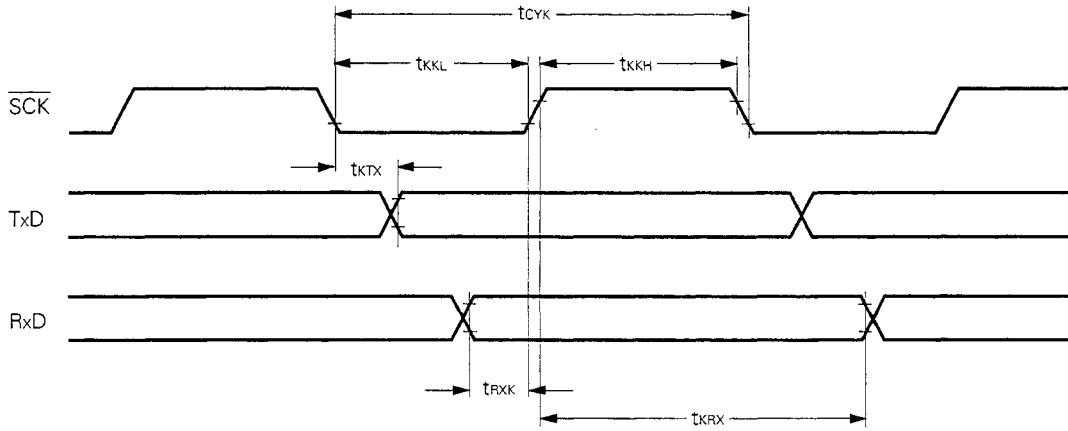 tCYK
tKKL
tKKH
SCK
tKTX
TxD
RxD
tRXK
tKRX